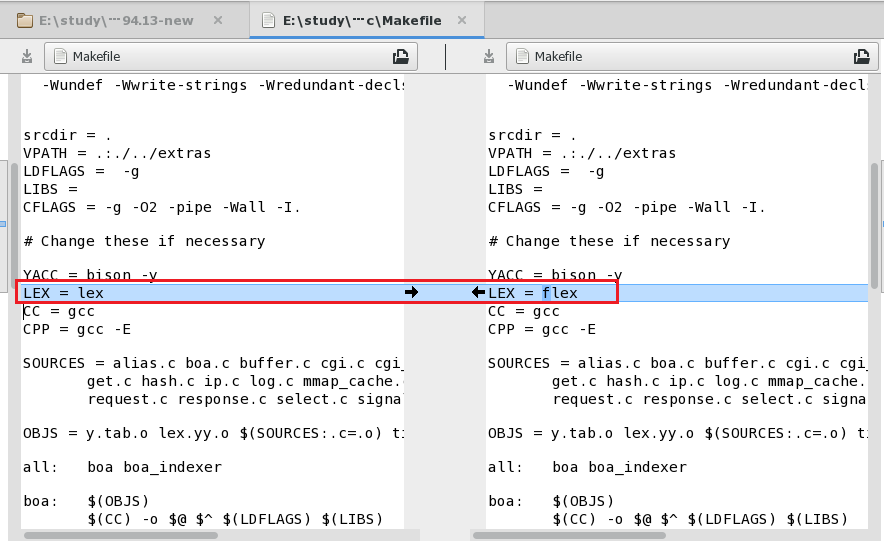 E:\study\···94.13-new
E:\study\···c\Makefile
Makefile
Makefile
-Wundef -Wwrite-strings -Wredundant-decls
srcdir = .
VPATH = .:./../extras
LDFLAGS =  -g
LIBS =
CFLAGS = -g -O2 -pipe -Wall -I.
# Change these if necessary
YACC = bison -y
LEX = lex
CC = gcc
CPP = gcc -E
SOURCES = alias.c boa.c buffer.c cgi.c cgi_
get.c hash.c ip.c log.c mmap_cache.c
request.c response.c select.c signa
OBJS = y.tab.o lex.yy.o $(SOURCES:.c=.o) ti
all:   boa boa_indexer
boa:   $(OBJS)
$(CC) -o $@ $^ $(LDFLAGS) $(LIBS)
-Wundef -Wwrite-strings -Wredundant-decls
srcdir = .
VPATH = .:./../extras
LDFLAGS =  -g
LIBS =
CFLAGS = -g -O2 -pipe -Wall -I.
# Change these if necessary
YACC = bison -y
LEX = flex
CC = gcc
CPP = gcc -E
SOURCES = alias.c boa.c buffer.c cgi.c cgi_
get.c hash.c ip.c log.c mmap_cache.
request.c response.c select.c signa
OBJS = y.tab.o lex.yy.o $(SOURCES:.c=.o) ti
all:   boa boa_indexer
boa:   $(OBJS)
$(CC) -o $@ $^ $(LDFLAGS) $(LIBS)